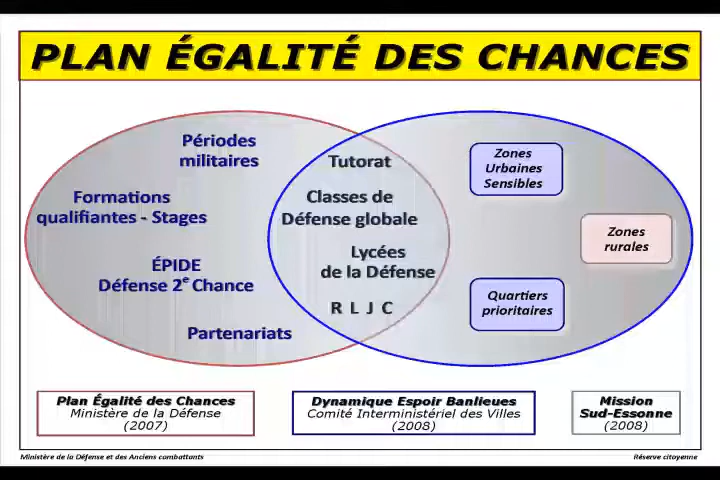 PLAN ÉGALITÉ DES CHANCES
Périodes
militaires
Formations
qualifiantes - Stages
ÉPIDE
Défense 2e Chance
Partenariats
Tutorat
Classes de
Défense globale
Lycées
de la Défense
R L J C
Zones
Urbaines
Sensibles
Zones
rurales
Quartiers
prioritaires
Plan Égalité des Chances
Ministère de la Défense
(2007)
Dynamique Espoir Banlieues
Comité Interministériel des Villes
(2008)
Mission
Sud-Essonne
(2008)
Ministère de la Défense et des Anciens combattants
Réserve citoyenne